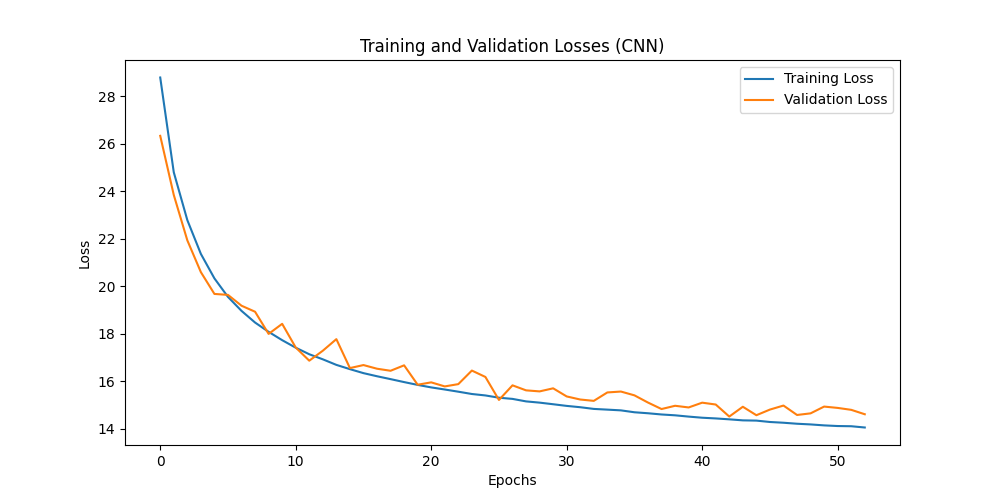 Training and Validation Losses (CNN)
Training Loss
Validation Loss
Loss
28
26
24
22
20
18
16
14
0 10 20 30 40 50
Epochs